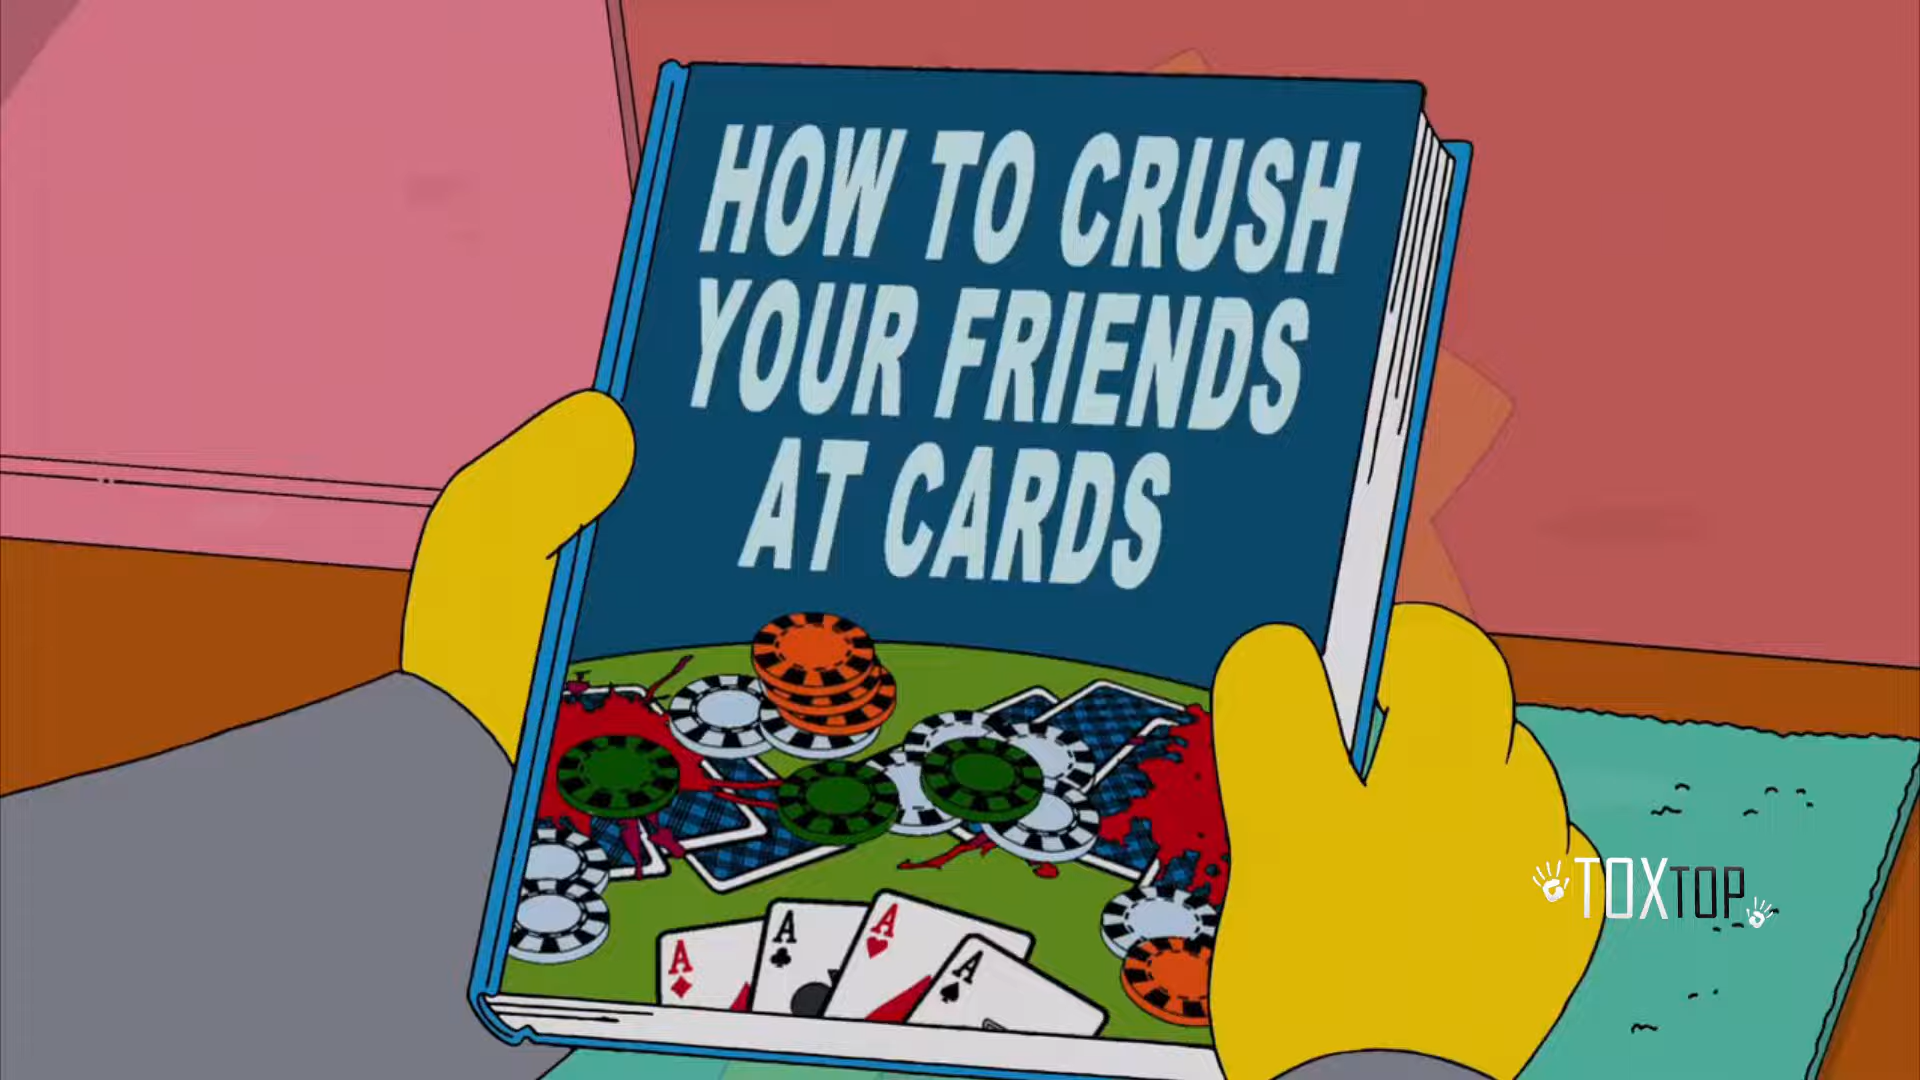 HOW TO CRUSH
YOUR FRIENDS
AT CARDS
A
A
A
A
TOXTOP